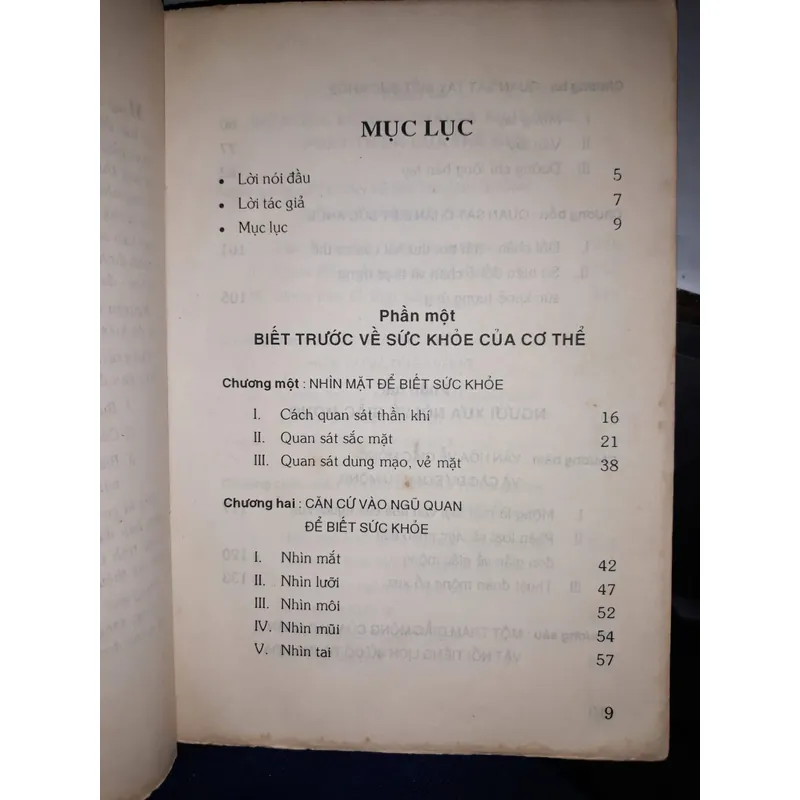 MỤC LỤC
• Lời nói đầu 5
• Lời tác giả 7
• Mục lục 9
Phần một
BIẾT TRƯỚC VỀ SỨC KHỎE CỦA CƠ THỂ
Chương một : NHÌN MẶT ĐỂ BIẾT SỨC KHỎE
I. Cách quan sát thần khí 16
II. Quan sát sắc mặt 21
III. Quan sát dung mạo, vẻ mặt 38
Chương hai : CĂN CỨ VÀO NGŨ QUAN
ĐỂ BIẾT SỨC KHỎE
I. Nhìn mắt 42
II. Nhìn lưỡi 47
III. Nhìn môi 52
IV. Nhìn mũi 54
V. Nhìn tai 57
9